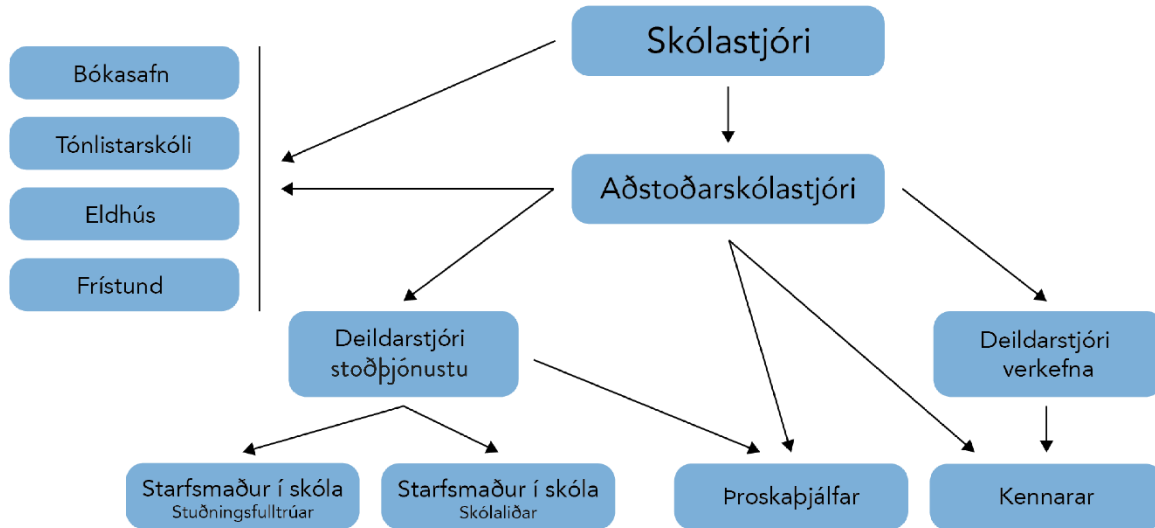 Skólastjóri
Bókasafn
Tónlistarskóli
Eldhús
Frístund
Aðstoðarskólastjóri
Deildarstjóri
stoðþjónustu
Deildarstjóri
verkefna
Starfsmaður í skóla
Stuðningsfulltrúar
Starfsmaður í skóla
Skólaliðar
Þroskaþjálfar
Kennarar